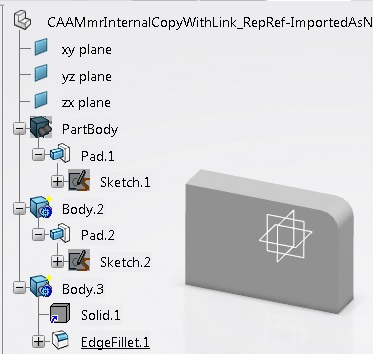 CAAMmrInternalCopyWithLink_RepRef-ImportedAsN
xy plane
yz plane
zx plane
PartBody
Pad.1
Sketch.1
Body.2
Pad.2
Sketch.2
Body.3
Solid.1
EdgeFillet.1